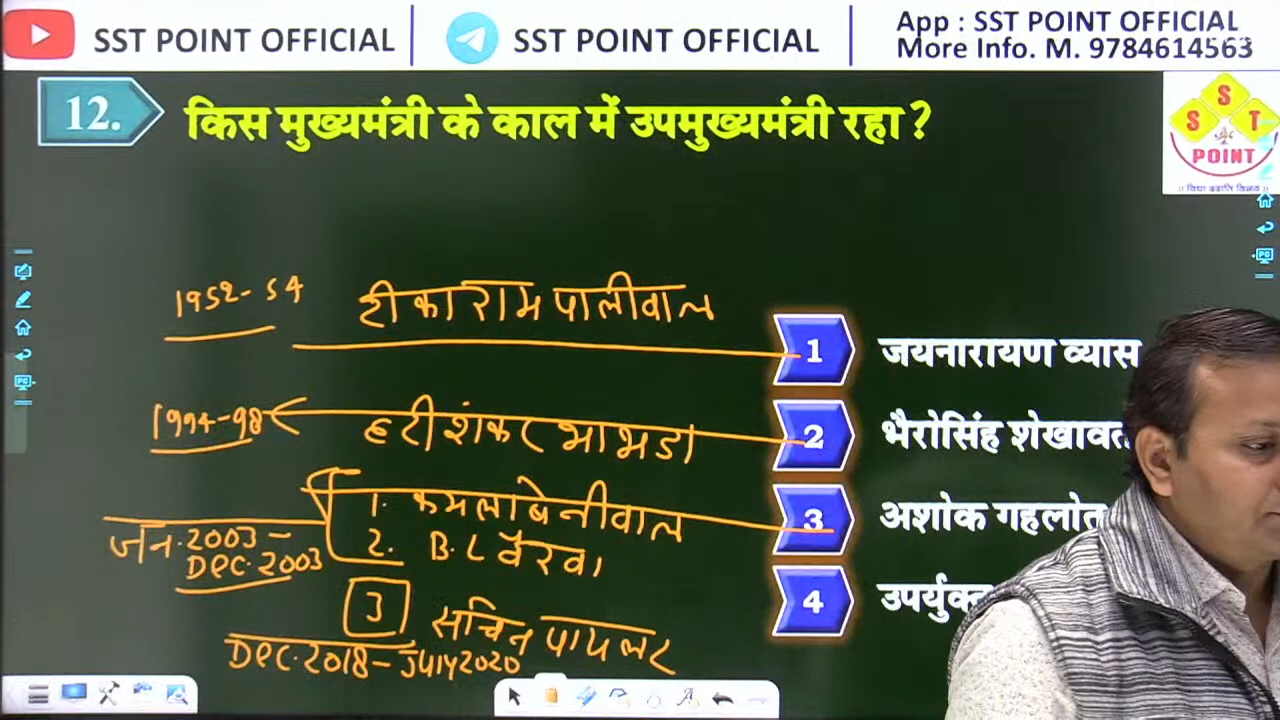 SST POINT OFFICIAL
SST POINT OFFICIAL
App : SST POINT OFFICIAL
More Info. M. 9784614563
12.
किस मुख्यमंत्री के काल में उपमुख्यमंत्री रहा ?
S
S T
POINT
1952-54 टीकाराम पालीवाल
1 जयनारायण व्यास
1994-98 हरीशंकर भाभडा
2 भैरोसिंह शेखावत
1. कमला बेनीवाल
3 अशोक गहलोत
जन. 2003 -
DEC. 2003
2. B.L बैरवा
4 उपर्युक्त
3 सचिन पायलट
DEC. 2018 - July 2020